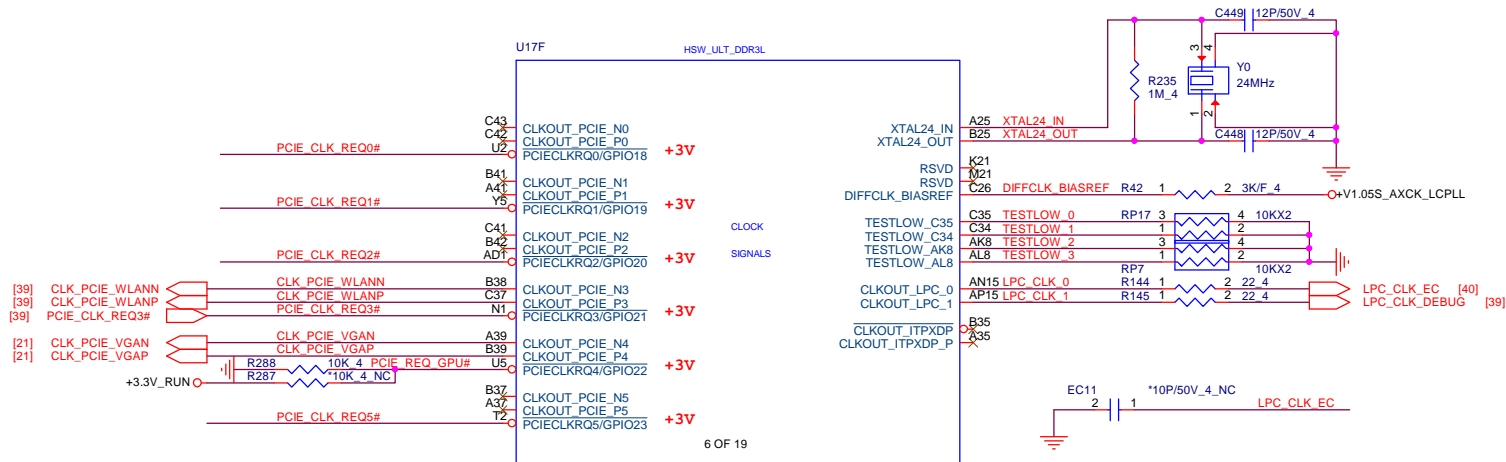 C449 12P/50V_4
U17F HSW_ULT_DDR3L
3 4
R235 Y0
1M_4 24MHz
1 2
C43 CLKOUT_PCIE_N0 XTAL24_IN A25 XTAL24_IN
C42 CLKOUT_PCIE_P0 XTAL24_OUT B25 XTAL24_OUT C448 12P/50V_4
PCIE_CLK_REQ0# U2 PCIECLKRQ0/GPIO18 +3V
RSVD K21
RSVD M21
B41 CLKOUT_PCIE_N1
A41 CLKOUT_PCIE_P1 DIFFCLK_BIASREF C26 DIFFCLK_BIASREF R42 1 2 3K/F_4 +V1.05S_AXCK_LCPLL
PCIE_CLK_REQ1# Y5 PCIECLKRQ1/GPIO19 +3V
TESTLOW_C35 C35 TESTLOW_0 RP17 3 4 10KX2
CLOCK
C41 CLKOUT_PCIE_N2 TESTLOW_C34 C34 TESTLOW_1 1 2
B42 CLKOUT_PCIE_P2 SIGNALS TESTLOW_AK8 AK8 TESTLOW_2 3 4
PCIE_CLK_REQ2# AD1 PCIECLKRQ2/GPIO20 +3V TESTLOW_AL8 AL8 TESTLOW_3 1 2
RP7 10KX2
[39] CLK_PCIE_WLANN CLK_PCIE_WLANN B38 CLKOUT_PCIE_N3 CLKOUT_LPC_0 AN15 LPC_CLK_0 R144 1 2 22_4 LPC_CLK_EC [40]
[39] CLK_PCIE_WLANP CLK_PCIE_WLANP C37 CLKOUT_PCIE_P3 CLKOUT_LPC_1 AP15 LPC_CLK_1 R145 1 2 22_4 LPC_CLK_DEBUG [39]
[39] PCIE_CLK_REQ3# PCIE_CLK_REQ3# N1 PCIECLKRQ3/GPIO21 +3V
CLKOUT_ITPXDP B35
CLKOUT_ITPXDP_P A35
[21] CLK_PCIE_VGAN CLK_PCIE_VGAN A39 CLKOUT_PCIE_N4
[21] CLK_PCIE_VGAP CLK_PCIE_VGAP B39 CLKOUT_PCIE_P4
R288 10K_4 PCIE_REQ_GPU# U5 PCIECLKRQ4/GPIO22 +3V
+3.3V_RUN R287 *10K_4_NC
B37 CLKOUT_PCIE_N5 EC11 *10P/50V_4_NC
A37 CLKOUT_PCIE_P5 2 1 LPC_CLK_EC
PCIE_CLK_REQ5# T2 PCIECLKRQ5/GPIO23 +3V
6 OF 19